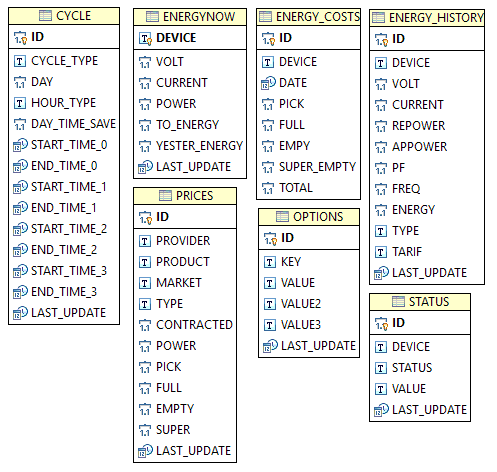 CYCLE
ID
CYCLE_TYPE
DAY
HOUR_TYPE
DAY_TIME_SAVE
START_TIME_0
END_TIME_0
START_TIME_1
END_TIME_1
START_TIME_2
END_TIME_2
START_TIME_3
END_TIME_3
LAST_UPDATE
ENERGYNOW
DEVICE
VOLT
CURRENT
POWER
TO_ENERGY
YESTER_ENERGY
LAST_UPDATE
PRICES
ID
PROVIDER
PRODUCT
MARKET
TYPE
CONTRACTED
POWER
PICK
FULL
EMPTY
SUPER
LAST_UPDATE
ENERGY_COSTS
ID
DEVICE
DATE
PICK
FULL
EMPY
SUPER_EMPTY
TOTAL
OPTIONS
ID
KEY
VALUE
VALUE2
VALUE3
LAST_UPDATE
ENERGY_HISTORY
ID
DEVICE
VOLT
CURRENT
REPOWER
APPOWER
PF
FREQ
ENERGY
TYPE
TARIF
LAST_UPDATE
STATUS
ID
DEVICE
STATUS
VALUE
LAST_UPDATE